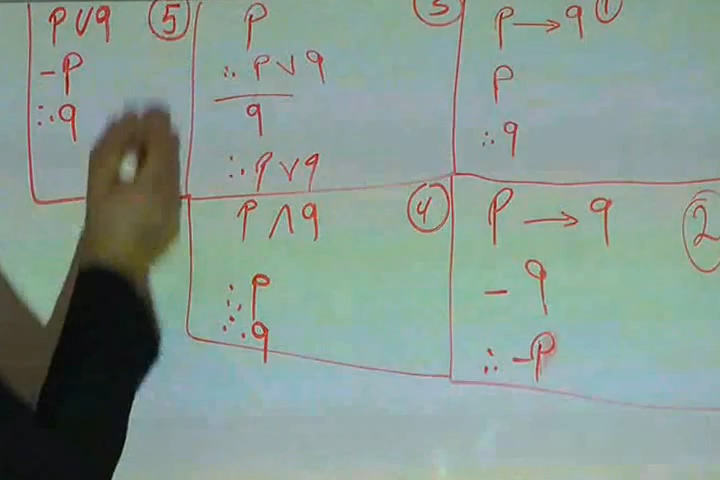 p ∨ q ⑤
-p
∴ q
p ③
∴ p ∨ q
q
∴ p ∨ q
p → q ①
p
∴ q
p ∧ q ④
∴ p
∴ q
p → q ②
- q
∴ -p